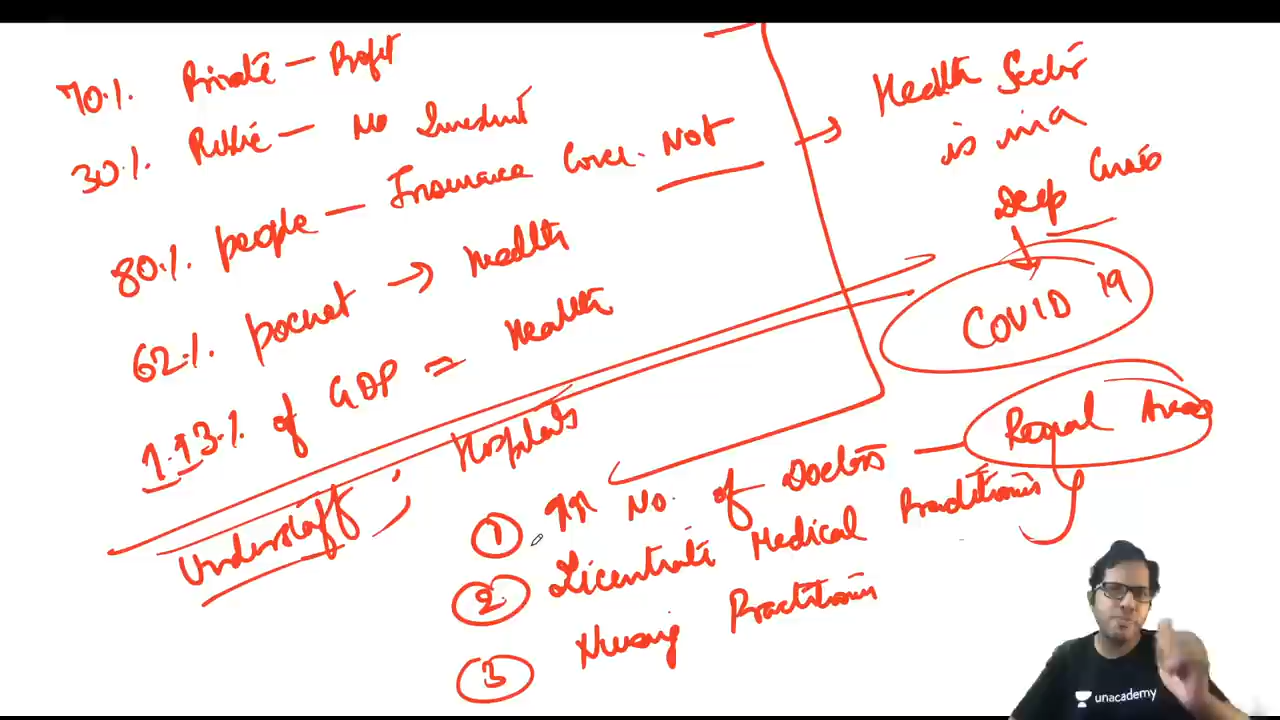 70% Private — Profit
30% Public — No Investment
80% people — Insurance Cover Not
62% pocket → Health
1.13% of GDP = Health
→ Health Sector
is in a
Deep Crisis
COVID 19
Understaff, Hospitals
① No. of Doctors — Areas
② Licentiate Medical Practitioners
③ Nursing Practitioners
unacademy